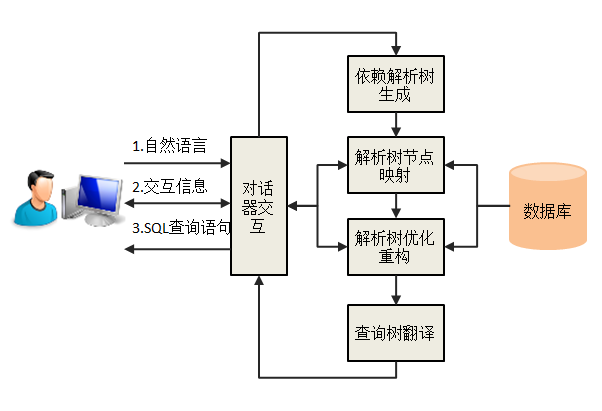 依赖解析树
生成
1.自然语言
解析树节点
映射
2.交互信息
对话
器交
互
3.SQL查询语句
数据库
解析树优化
重构
查询树翻译